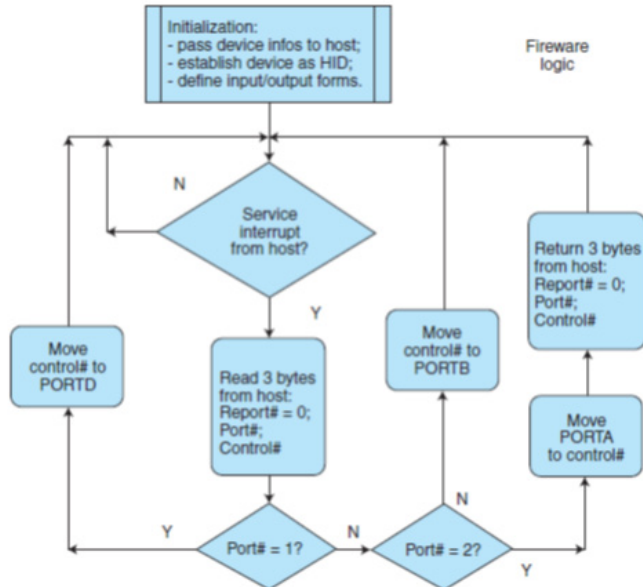 Initialization:
- pass device infos to host;
- establish device as HID;
- define input/output forms.
Fireware
logic
N
Service
interrupt
from host?
Y
Return 3 bytes
from host:
Report# = 0;
Port#;
Control#
Move
control# to
PORTD
Read 3 bytes
from host:
Report# = 0;
Port#;
Control#
Move
control# to
PORTB
Move
PORTA
to control#
Y
Port# = 1?
N
Port# = 2?
N
Y